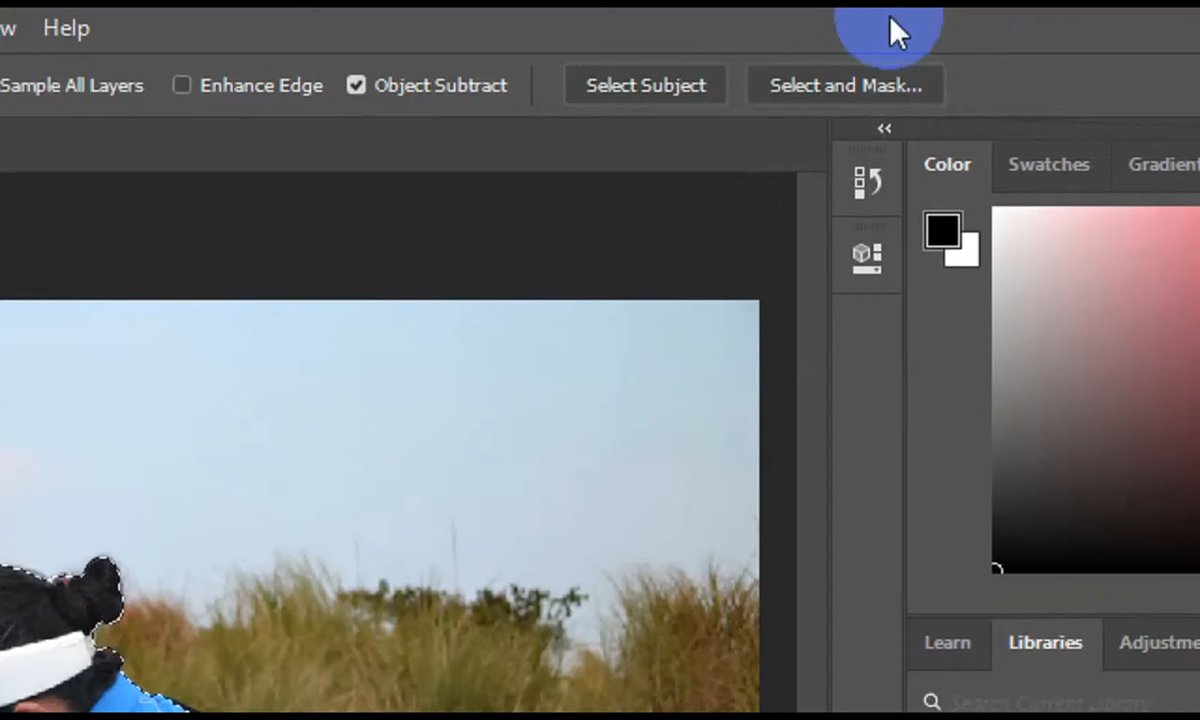 w Help
Sample All Layers Enhance Edge Object Subtract Select Subject Select and Mask...
Color Swatches Gradient
Learn Libraries Adjustme
Search Current Library